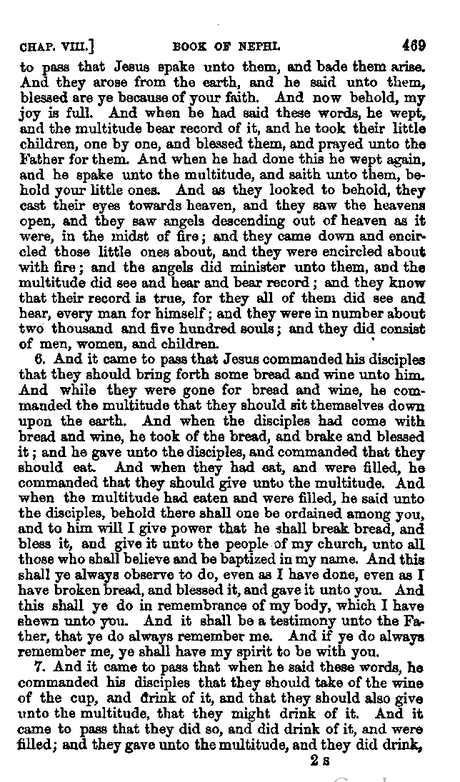 CHAP. VIII.] BOOK OF NEPHI. 469
to pass that Jesus spake unto them, and bade them arise.
And they arose from the earth, and he said unto them,
blessed are ye because of your faith. And now behold, my
joy is full. And when he had said these words, he wept,
and the multitude bear record of it, and he took their little
children, one by one, and blessed them, and prayed unto the
Father for them. And when he had done this he wept again,
and he spake unto the multitude, and saith unto them, be-
hold your little ones. And as they looked to behold, they
cast their eyes towards heaven, and they saw the heavens
open, and they saw angels descending out of heaven as it
were, in the midst of fire; and they came down and encir-
cled those little ones about, and they were encircled about
with fire; and the angels did minister unto them, and the
multitude did see and hear and bear record; and they know
that their record is true, for they all of them did see and
hear, every man for himself; and they were in number about
two thousand and five hundred souls; and they did consist
of men, women, and children.
6. And it came to pass that Jesus commanded his disciples
that they should bring forth some bread and wine unto him.
And while they were gone for bread and wine, he com-
manded the multitude that they should sit themselves down
upon the earth. And when the disciples had come with
bread and wine, he took of the bread, and brake and blessed
it; and he gave unto the disciples, and commanded that they
should eat. And when they had eat, and were filled, he
commanded that they should give unto the multitude. And
when the multitude had eaten and were filled, he said unto
the disciples, behold there shall one be ordained among you,
and to him will I give power that he shall break bread, and
bless it, and give it unto the people of my church, unto all
those who shall believe and be baptized in my name. And this
shall ye always observe to do, even as I have done, even as I
have broken bread, and blessed it, and gave it unto you. And
this shall ye do in remembrance of my body, which I have
shewn unto you. And it shall be a testimony unto the Fa-
ther, that ye do always remember me. And if ye do always
remember me, ye shall have my spirit to be with you.
7. And it came to pass that when he said these words, he
commanded his disciples that they should take of the wine
of the cup, and drink of it, and that they should also give
unto the multitude, that they might drink of it. And it
came to pass that they did so, and did drink of it, and were
filled; and they gave unto the multitude, and they did drink,
2 s